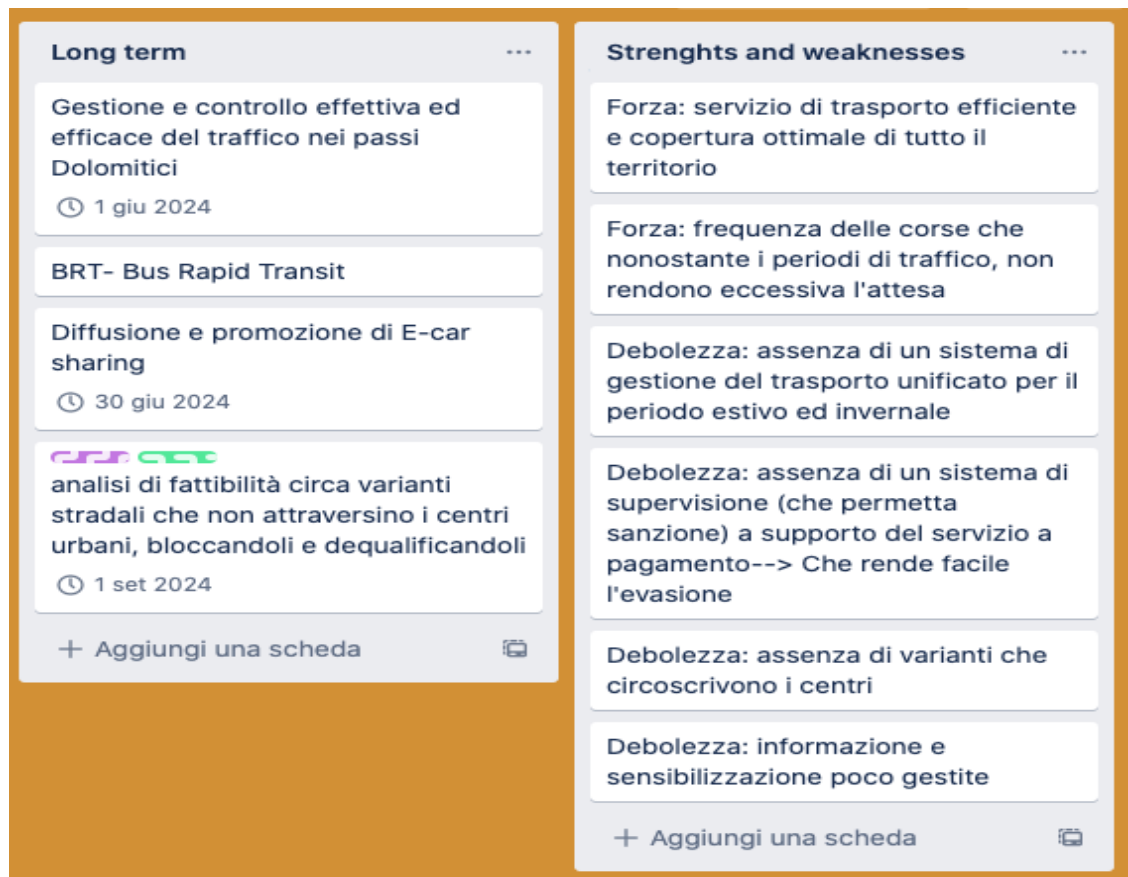 Long term
Gestione e controllo effettiva ed
efficace del traffico nei passi
Dolomitici
1 giu 2024
BRT- Bus Rapid Transit
Diffusione e promozione di E-car
sharing
30 giu 2024
analisi di fattibilità circa varianti
stradali che non attraversino i centri
urbani, bloccandoli e dequalificandoli
1 set 2024
+ Aggiungi una scheda
Strenghts and weaknesses
Forza: servizio di trasporto efficiente
e copertura ottimale di tutto il
territorio
Forza: frequenza delle corse che
nonostante i periodi di traffico, non
rendono eccessiva l'attesa
Debolezza: assenza di un sistema di
gestione del trasporto unificato per il
periodo estivo ed invernale
Debolezza: assenza di un sistema di
supervisione (che permetta
sanzione) a supporto del servizio a
pagamento--> Che rende facile
l'evasione
Debolezza: assenza di varianti che
circoscrivono i centri
Debolezza: informazione e
sensibilizzazione poco gestite
+ Aggiungi una scheda